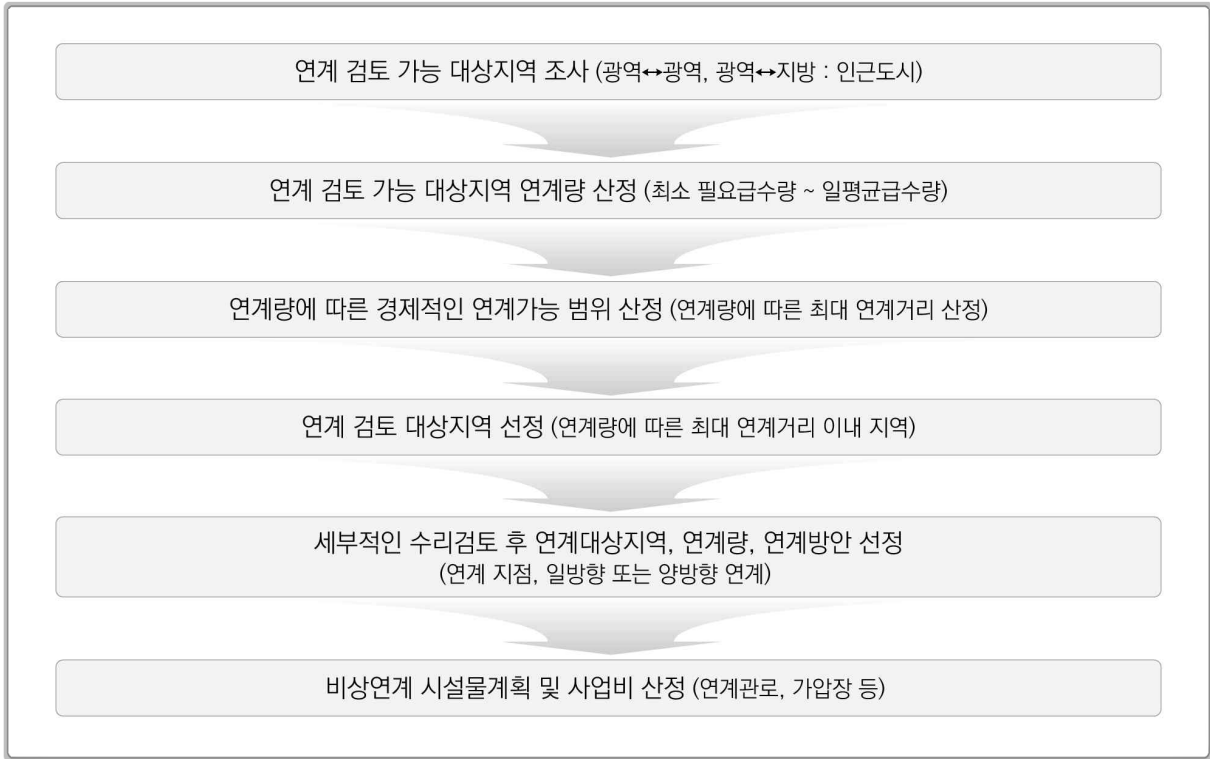 연계 검토 가능 대상지역 조사 (광역↔광역, 광역↔지방 : 인근도시)
연계 검토 가능 대상지역 연계량 산정 (최소 필요급수량 ~ 일평균급수량)
연계량에 따른 경제적인 연계가능 범위 산정 (연계량에 따른 최대 연계거리 산정)
연계 검토 대상지역 선정 (연계량에 따른 최대 연계거리 이내 지역)
세부적인 수리검토 후 연계대상지역, 연계량, 연계방안 선정
(연계 지점, 일방향 또는 양방향 연계)
비상연계 시설물계획 및 사업비 산정 (연계관로, 가압장 등)